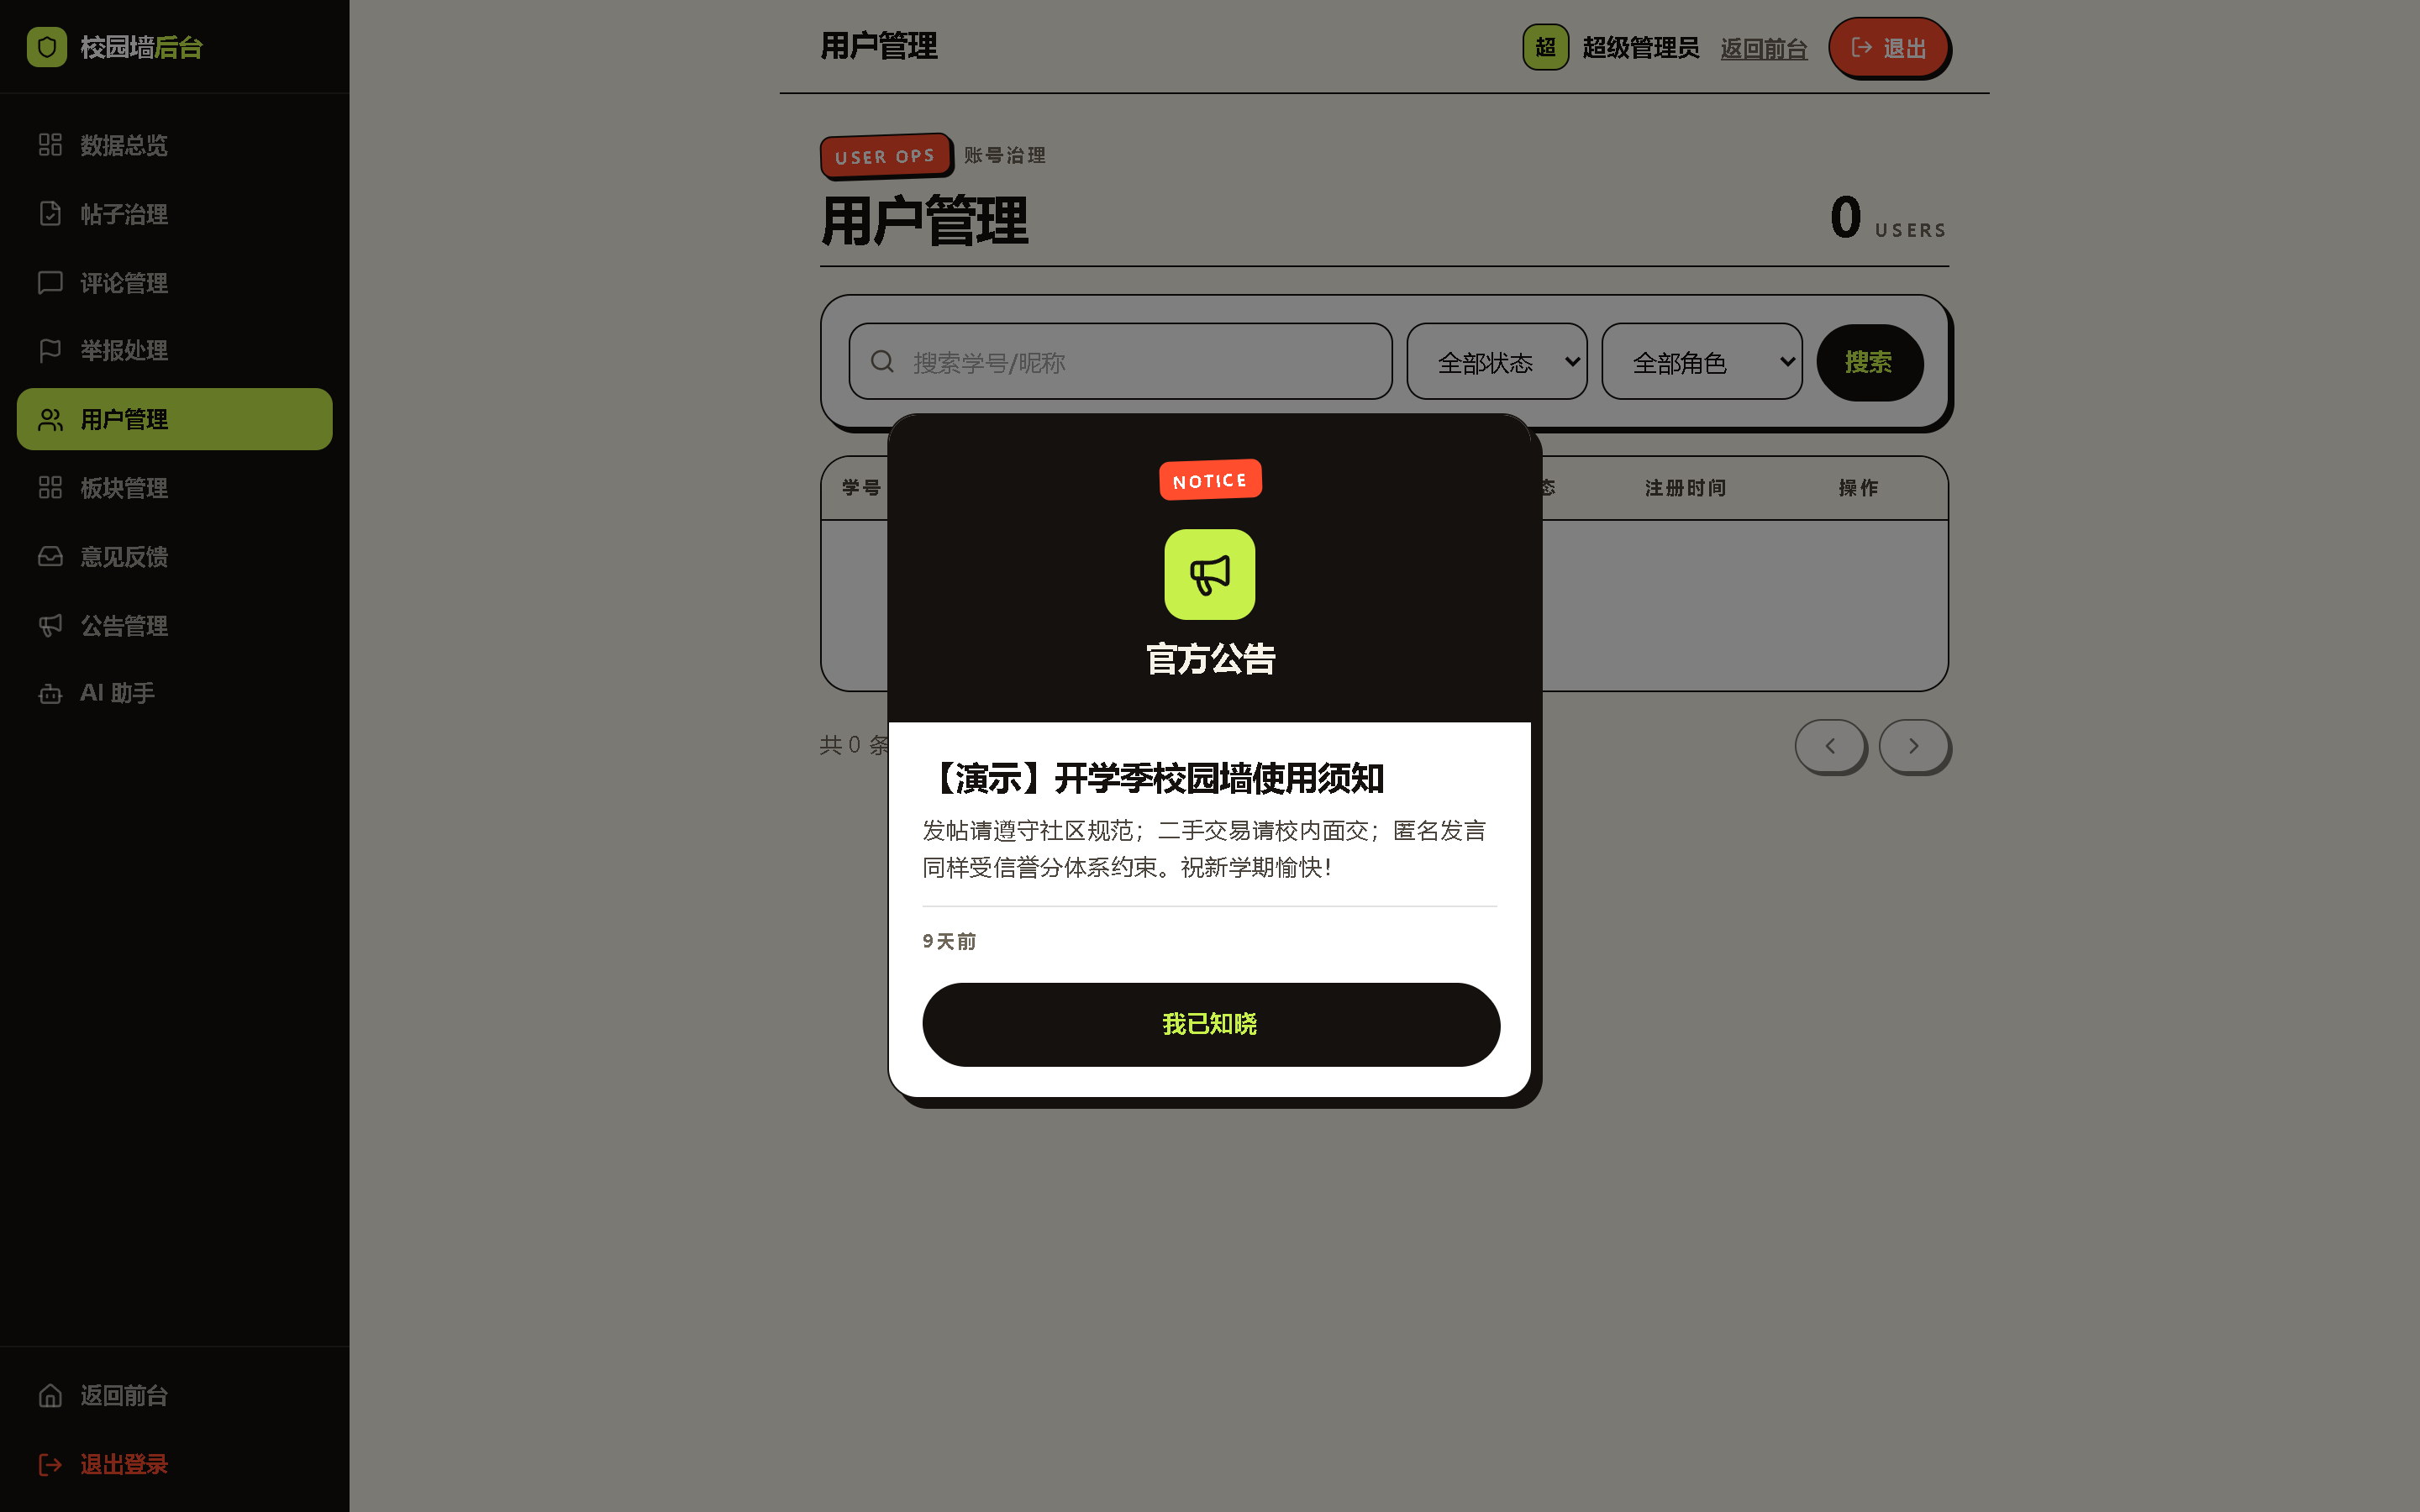 校园墙后台
数据总览
帖子治理
评论管理
举报处理
用户管理
板块管理
意见反馈
公告管理
AI 助手
返回前台
退出登录
用户管理
超 超级管理员 返回前台 退出
USER OPS 账号治理
用户管理
0 USERS
搜索学号/昵称 全部状态 全部角色 搜索
学号 态 注册时间 操作
共 0 条
NOTICE
官方公告
【演示】开学季校园墙使用须知
发帖请遵守社区规范；二手交易请校内面交；匿名发言
同样受信誉分体系约束。祝新学期愉快！
9天前
我已知晓